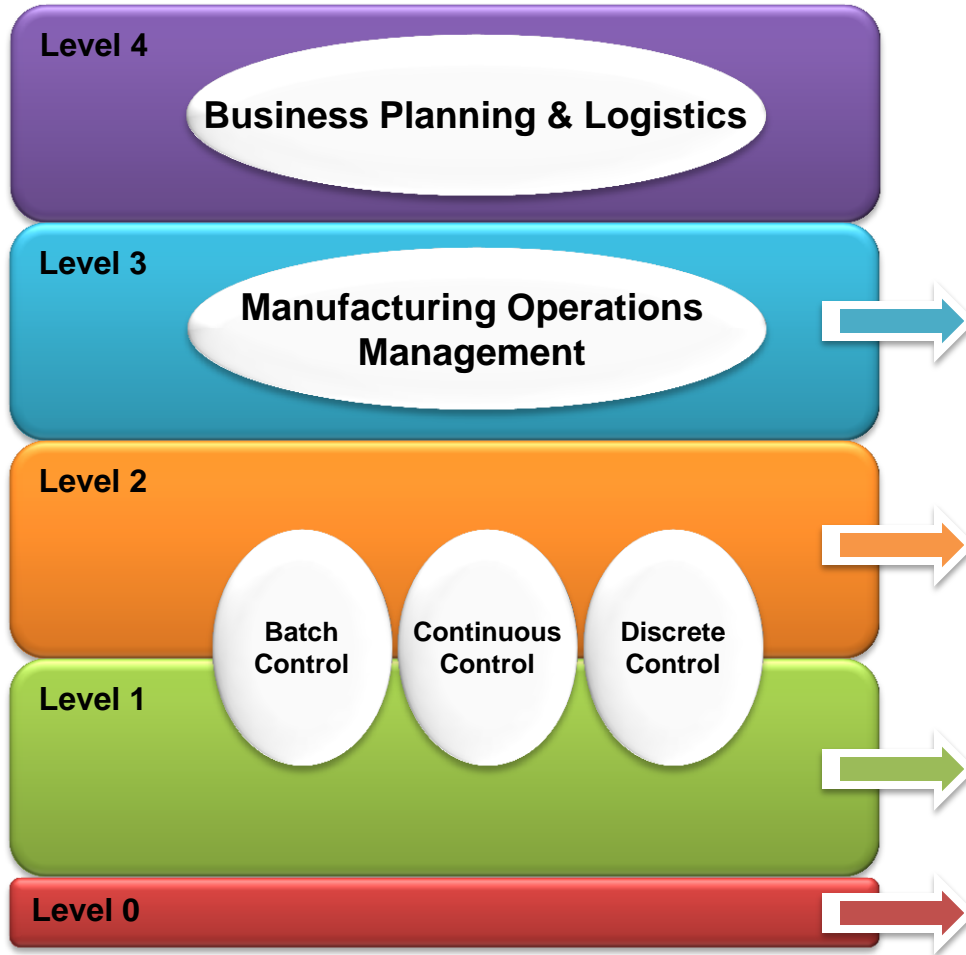 Level 4
Business Planning & Logistics
Level 3
Manufacturing Operations
Management
Level 2
Batch
Control
Continuous
Control
Discrete
Control
Level 1
Level 0